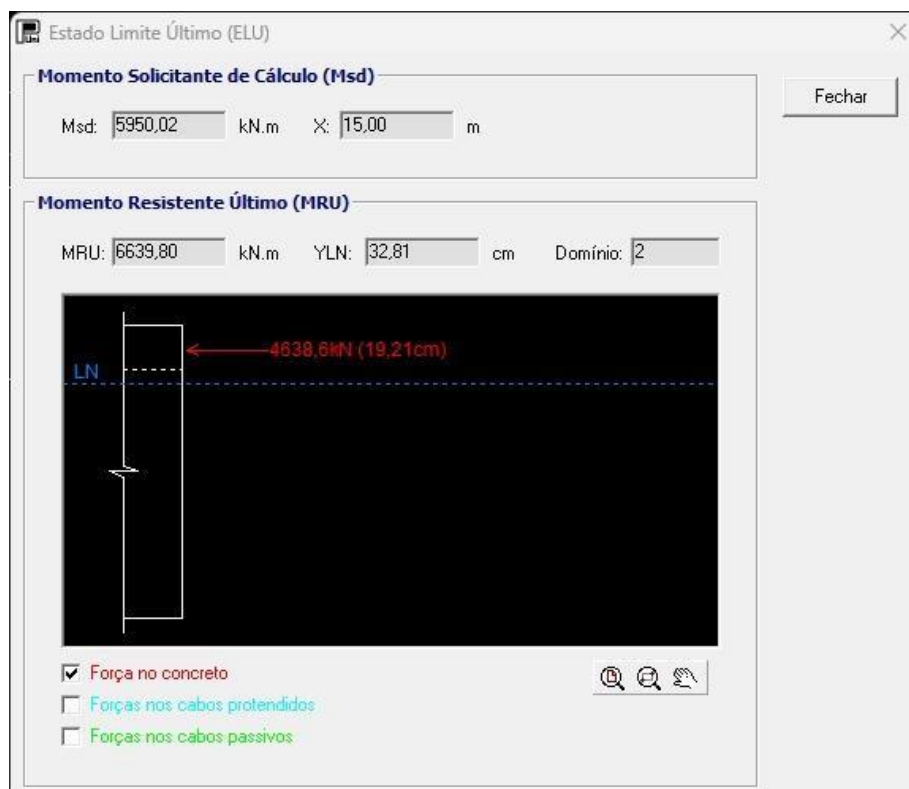 Estado Limite Último (ELU)
Momento Solicitante de Cálculo (Msd)
Msd: 5950,02 kN.m X: 15,00 m
Fechar
Momento Resistente Último (MRU)
MRU: 6639,80 kN.m YLN: 32,81 cm Domínio: 2
4638,6kN (19,21cm)
LN
Força no concreto
Forças nos cabos protendidos
Forças nos cabos passivos